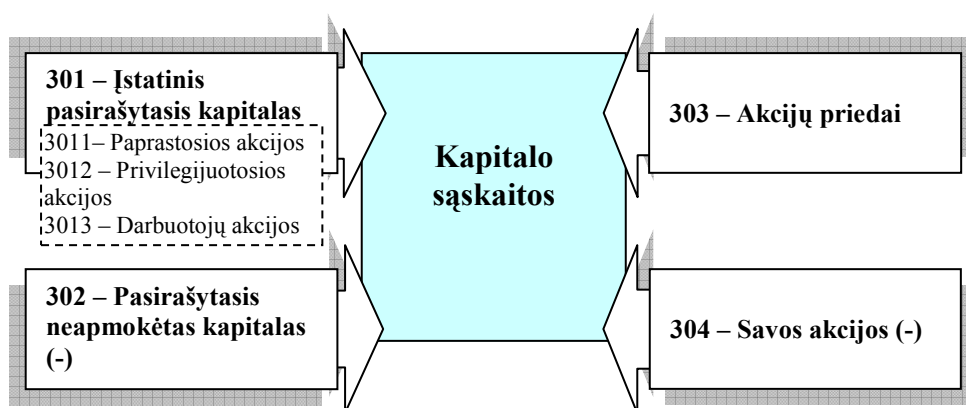 301 – Įstatinis
pasirašytasis kapitalas
3011– Paprastosios akcijos
3012 – Privilegijuotosios
akcijos
3013 – Darbuotojų akcijos
302 – Pasirašytasis
neapmokėtas kapitalas
(-)
Kapitalo
sąskaitos
303 – Akcijų priedai
304 – Savos akcijos (-)